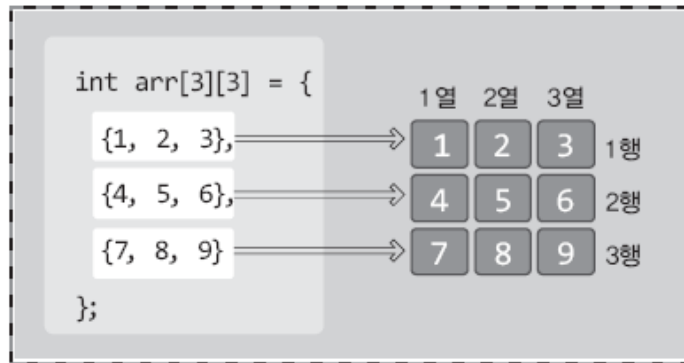 int arr[3][3] = {
1열 2열 3열
{1, 2, 3}, 1 2 3 1행
{4, 5, 6}, 4 5 6 2행
{7, 8, 9} 7 8 9 3행
};